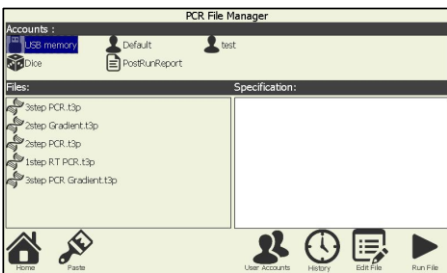 PCR File Manager
Accounts :
USB memory Default test
Dice PostRunReport
Files: Specification:
3step PCR.t3p
2step Gradient.t3p
2step PCR.t3p
1step RT PCR.t3p
3step PCR Gradient.t3p
Home Paste User Accounts History Edit File Run File